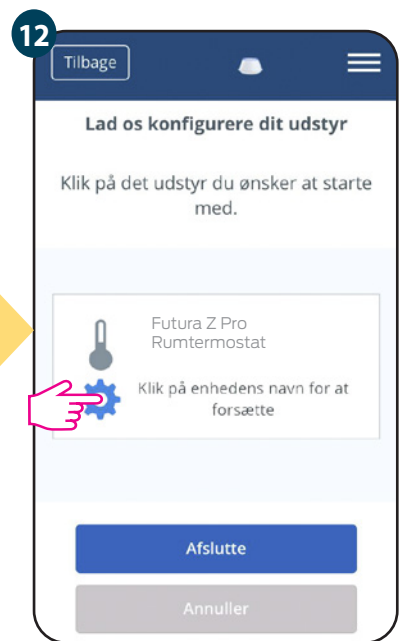 12
Tilbage
Lad os konfigurere dit udstyr
Klik på det udstyr du ønsker at starte
med.
Futura Z Pro
Rumtermostat
Klik på enhedens navn for at
forsætte
Afslutte
Annuller